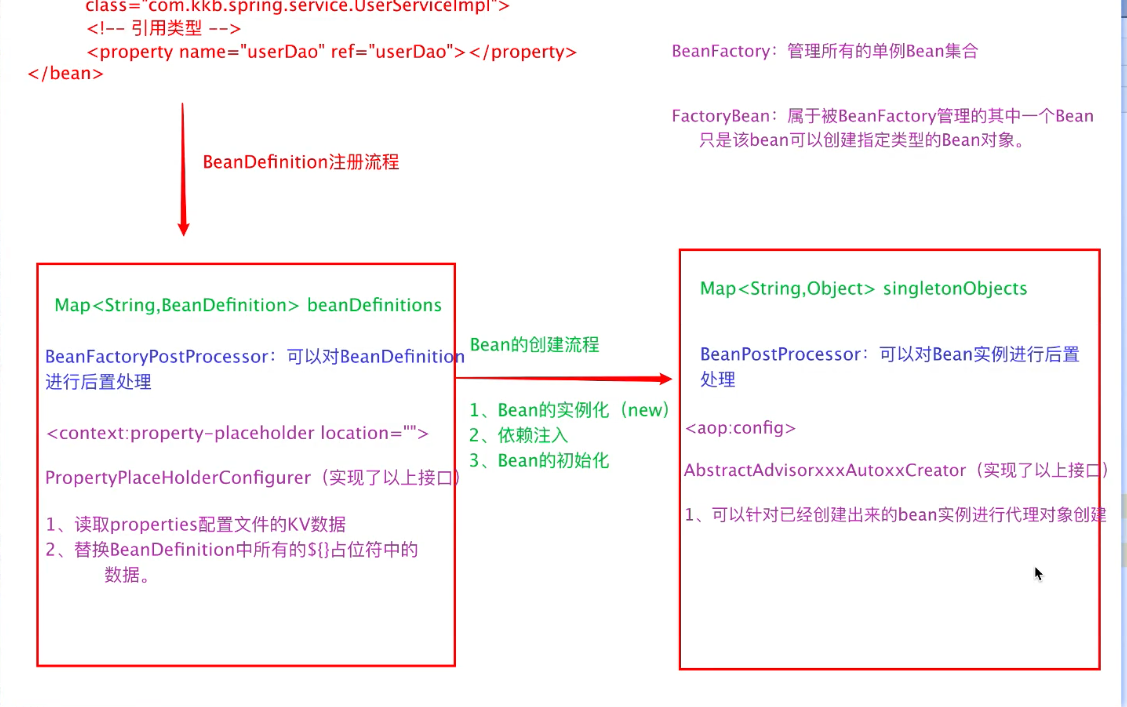 class="com.kkb.spring.service.UserServiceImpl">
<!-- 引用类型 -->
<property name="userDao" ref="userDao"></property>
</bean>
BeanFactory：管理所有的单例Bean集合
FactoryBean：属于被BeanFactory管理的其中一个Bean
只是该bean可以创建指定类型的Bean对象。
BeanDefinition注册流程
Map<String,BeanDefinition> beanDefinitions
BeanFactoryPostProcessor：可以对BeanDefinition
进行后置处理
<context:property-placeholder location="">
PropertyPlaceHolderConfigurer（实现了以上接口）
1、读取properties配置文件的KV数据
2、替换BeanDefinition中所有的${}占位符中的
数据。
Bean的创建流程
1、Bean的实例化（new）
2、依赖注入
3、Bean的初始化
Map<String,Object> singletonObjects
BeanPostProcessor：可以对Bean实例进行后置
处理
<aop:config>
AbstractAdvisorxxxAutoxxCreator（实现了以上接口）
1、可以针对已经创建出来的bean实例进行代理对象创建